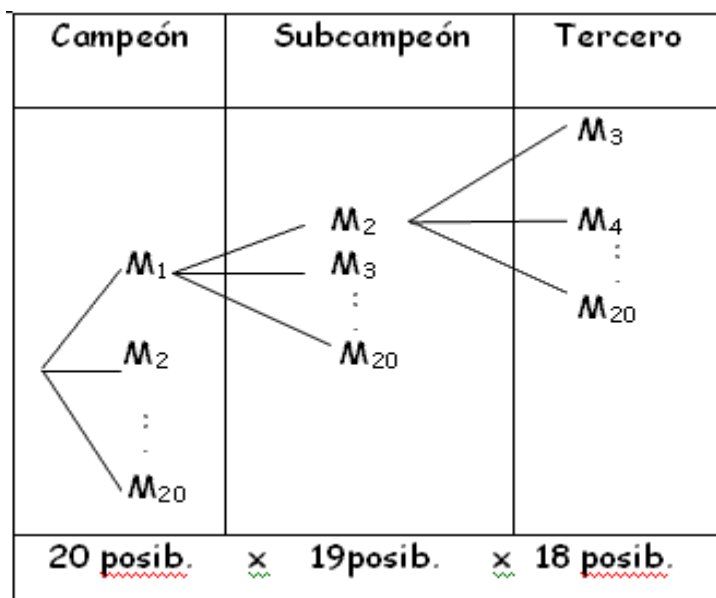 Campeón Subcampeón Tercero
M₃
M₂ M₄
M₁ M₃ :
: M₂₀
M₂ M₂₀
:
M₂₀
20 posib. x 19posib. x 18 posib.